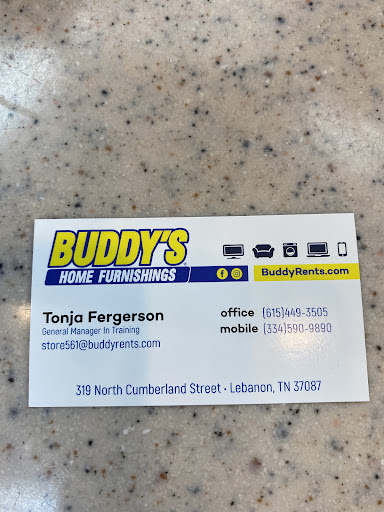 BUDDY'S
HOME FURNISHINGS
BuddyRents.com
Tonja Fergerson
General Manager In Training
store561@buddyrents.com
office (615)449-3505
mobile (334)590-9890
319 North Cumberland Street • Lebanon, TN 37087